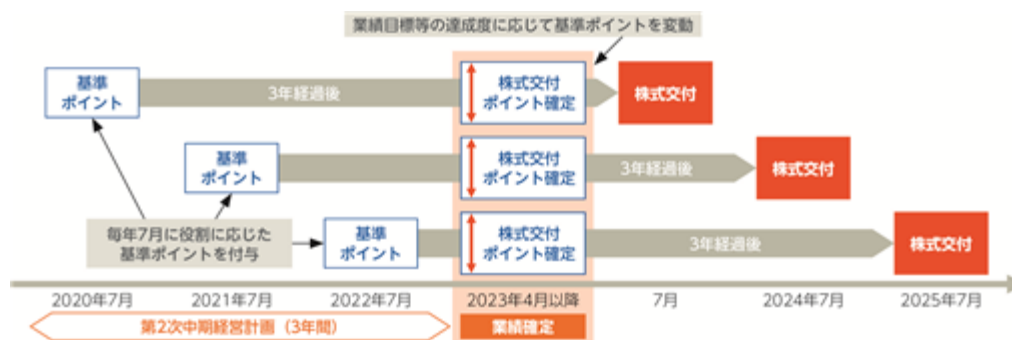 業績目標等の達成度に応じて基準ポイントを変動
基準
ポイント
3年経過後
株式交付
ポイント確定
株式交付
基準
ポイント
株式交付
ポイント確定
3年経過後
株式交付
毎年7月に役割に応じた
基準ポイントを付与
基準
ポイント
株式交付
ポイント確定
3年経過後
株式交付
2020年7月 2021年7月 2022年7月 2023年4月以降 7月 2024年7月 2025年7月
第2次中期経営計画（3年間） 業績確定